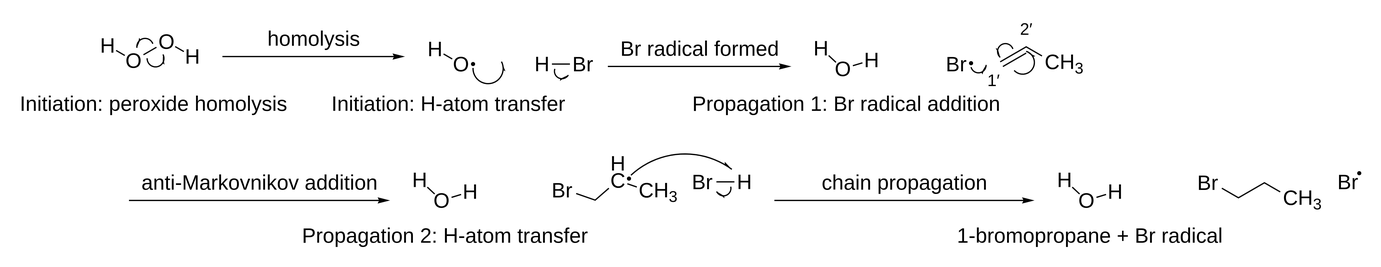 homolysis
Br radical formed
H O O H
H O• H Br
H O H
Br• 1′ 2′ CH3
Initiation: peroxide homolysis
Initiation: H-atom transfer
Propagation 1: Br radical addition
anti-Markovnikov addition
chain propagation
H O H
Br H C• CH3 Br H
H O H
Br CH3 Br•
Propagation 2: H-atom transfer
1-bromopropane + Br radical